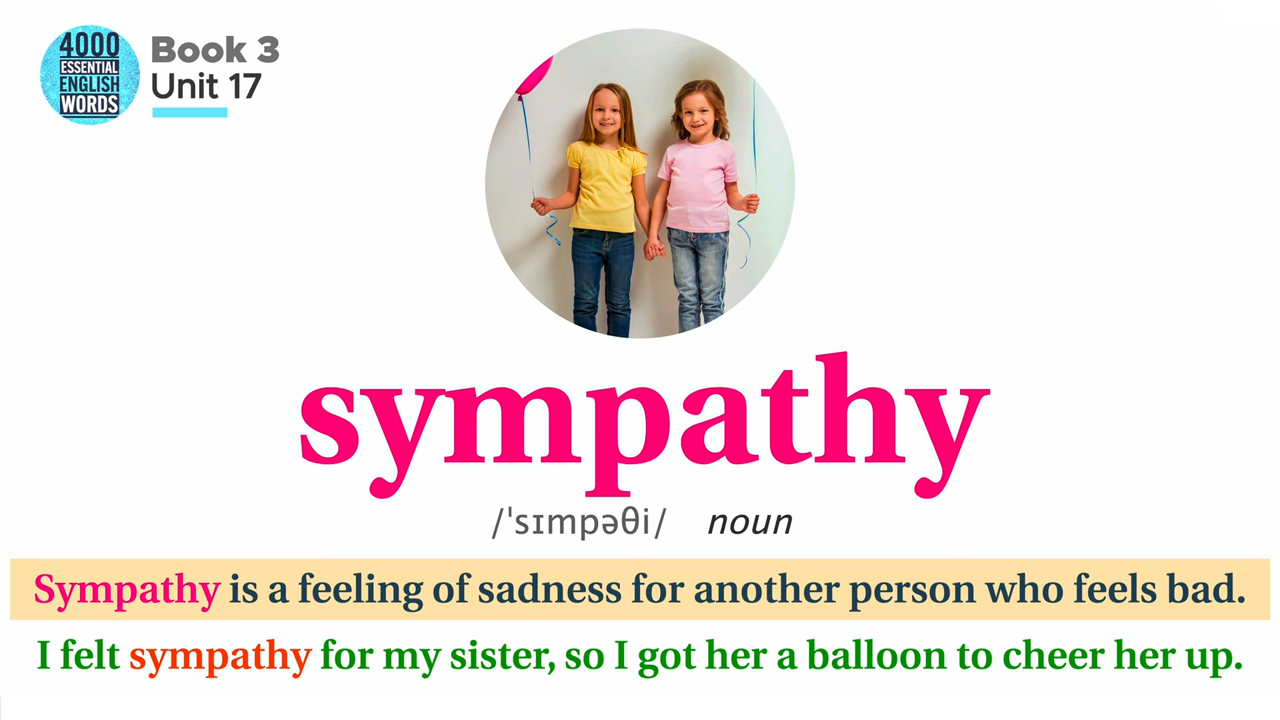 4000
ESSENTIAL
ENGLISH
WORDS
Book 3
Unit 17
sympathy
/ˈsɪmpəθi/ noun
Sympathy is a feeling of sadness for another person who feels bad.
I felt sympathy for my sister, so I got her a balloon to cheer her up.